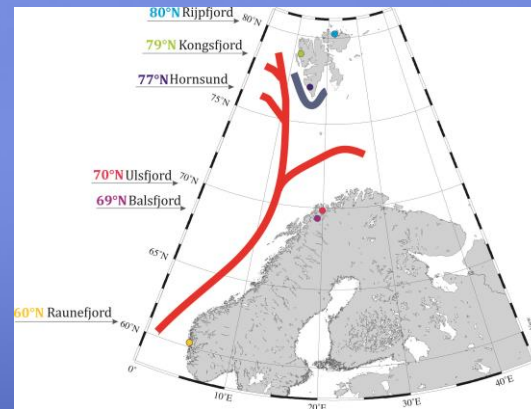 80°N Rijpfjord
80°N
79°N Kongsfjord
77°N Hornsund
75°N
70°N
70°N Ulsfjord
69°N Balsfjord
65°N
60°N Raunefjord
60°N
0°
10°E
20°E
30°E
40°E